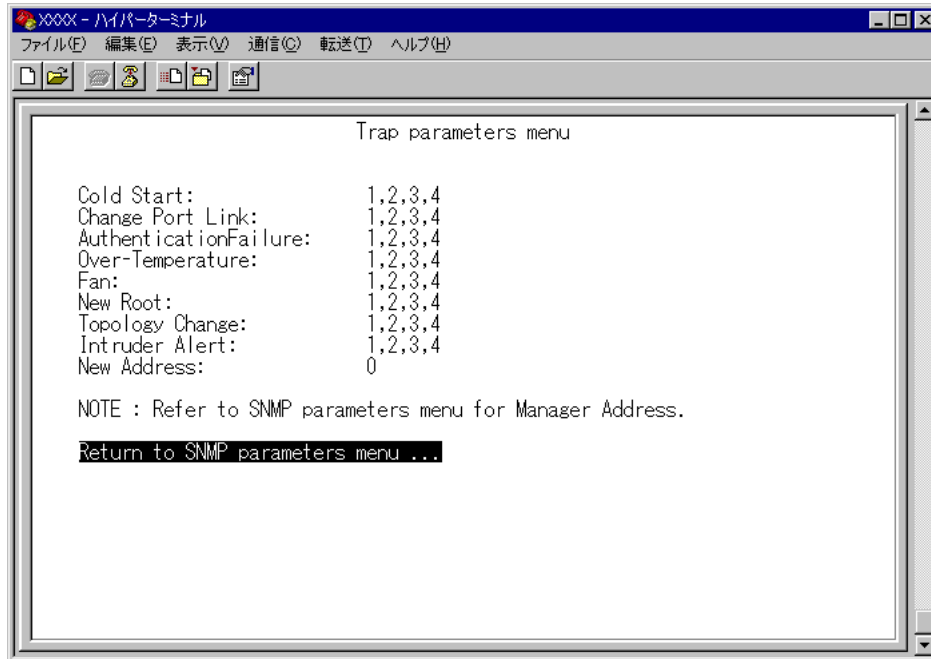 XXXX - ハイパーターミナル
ファイル(F) 編集(E) 表示(V) 通信(C) 転送(T) ヘルプ(H)
Trap parameters menu
Cold Start: 1,2,3,4
Change Port Link: 1,2,3,4
AuthenticationFailure: 1,2,3,4
Over-Temperature: 1,2,3,4
Fan: 1,2,3,4
New Root: 1,2,3,4
Topology Change: 1,2,3,4
Intruder Alert: 1,2,3,4
New Address: 0
NOTE : Refer to SNMP parameters menu for Manager Address.
Return to SNMP parameters menu ...